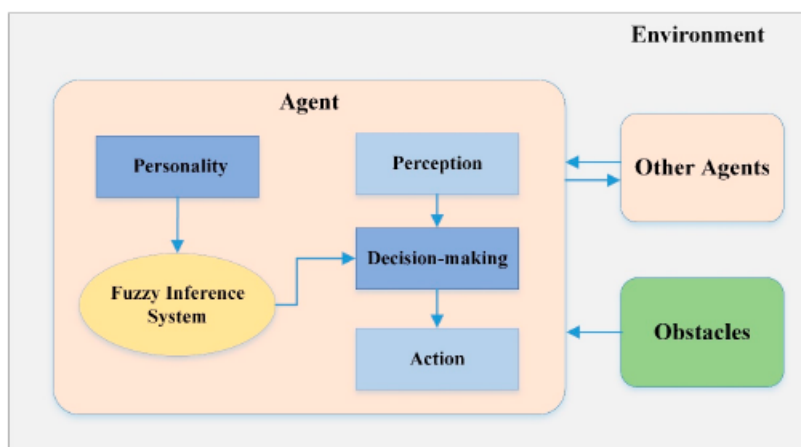 Environment
Agent
Personality
Perception
Other Agents
Decision-making
Fuzzy Inference
System
Obstacles
Action